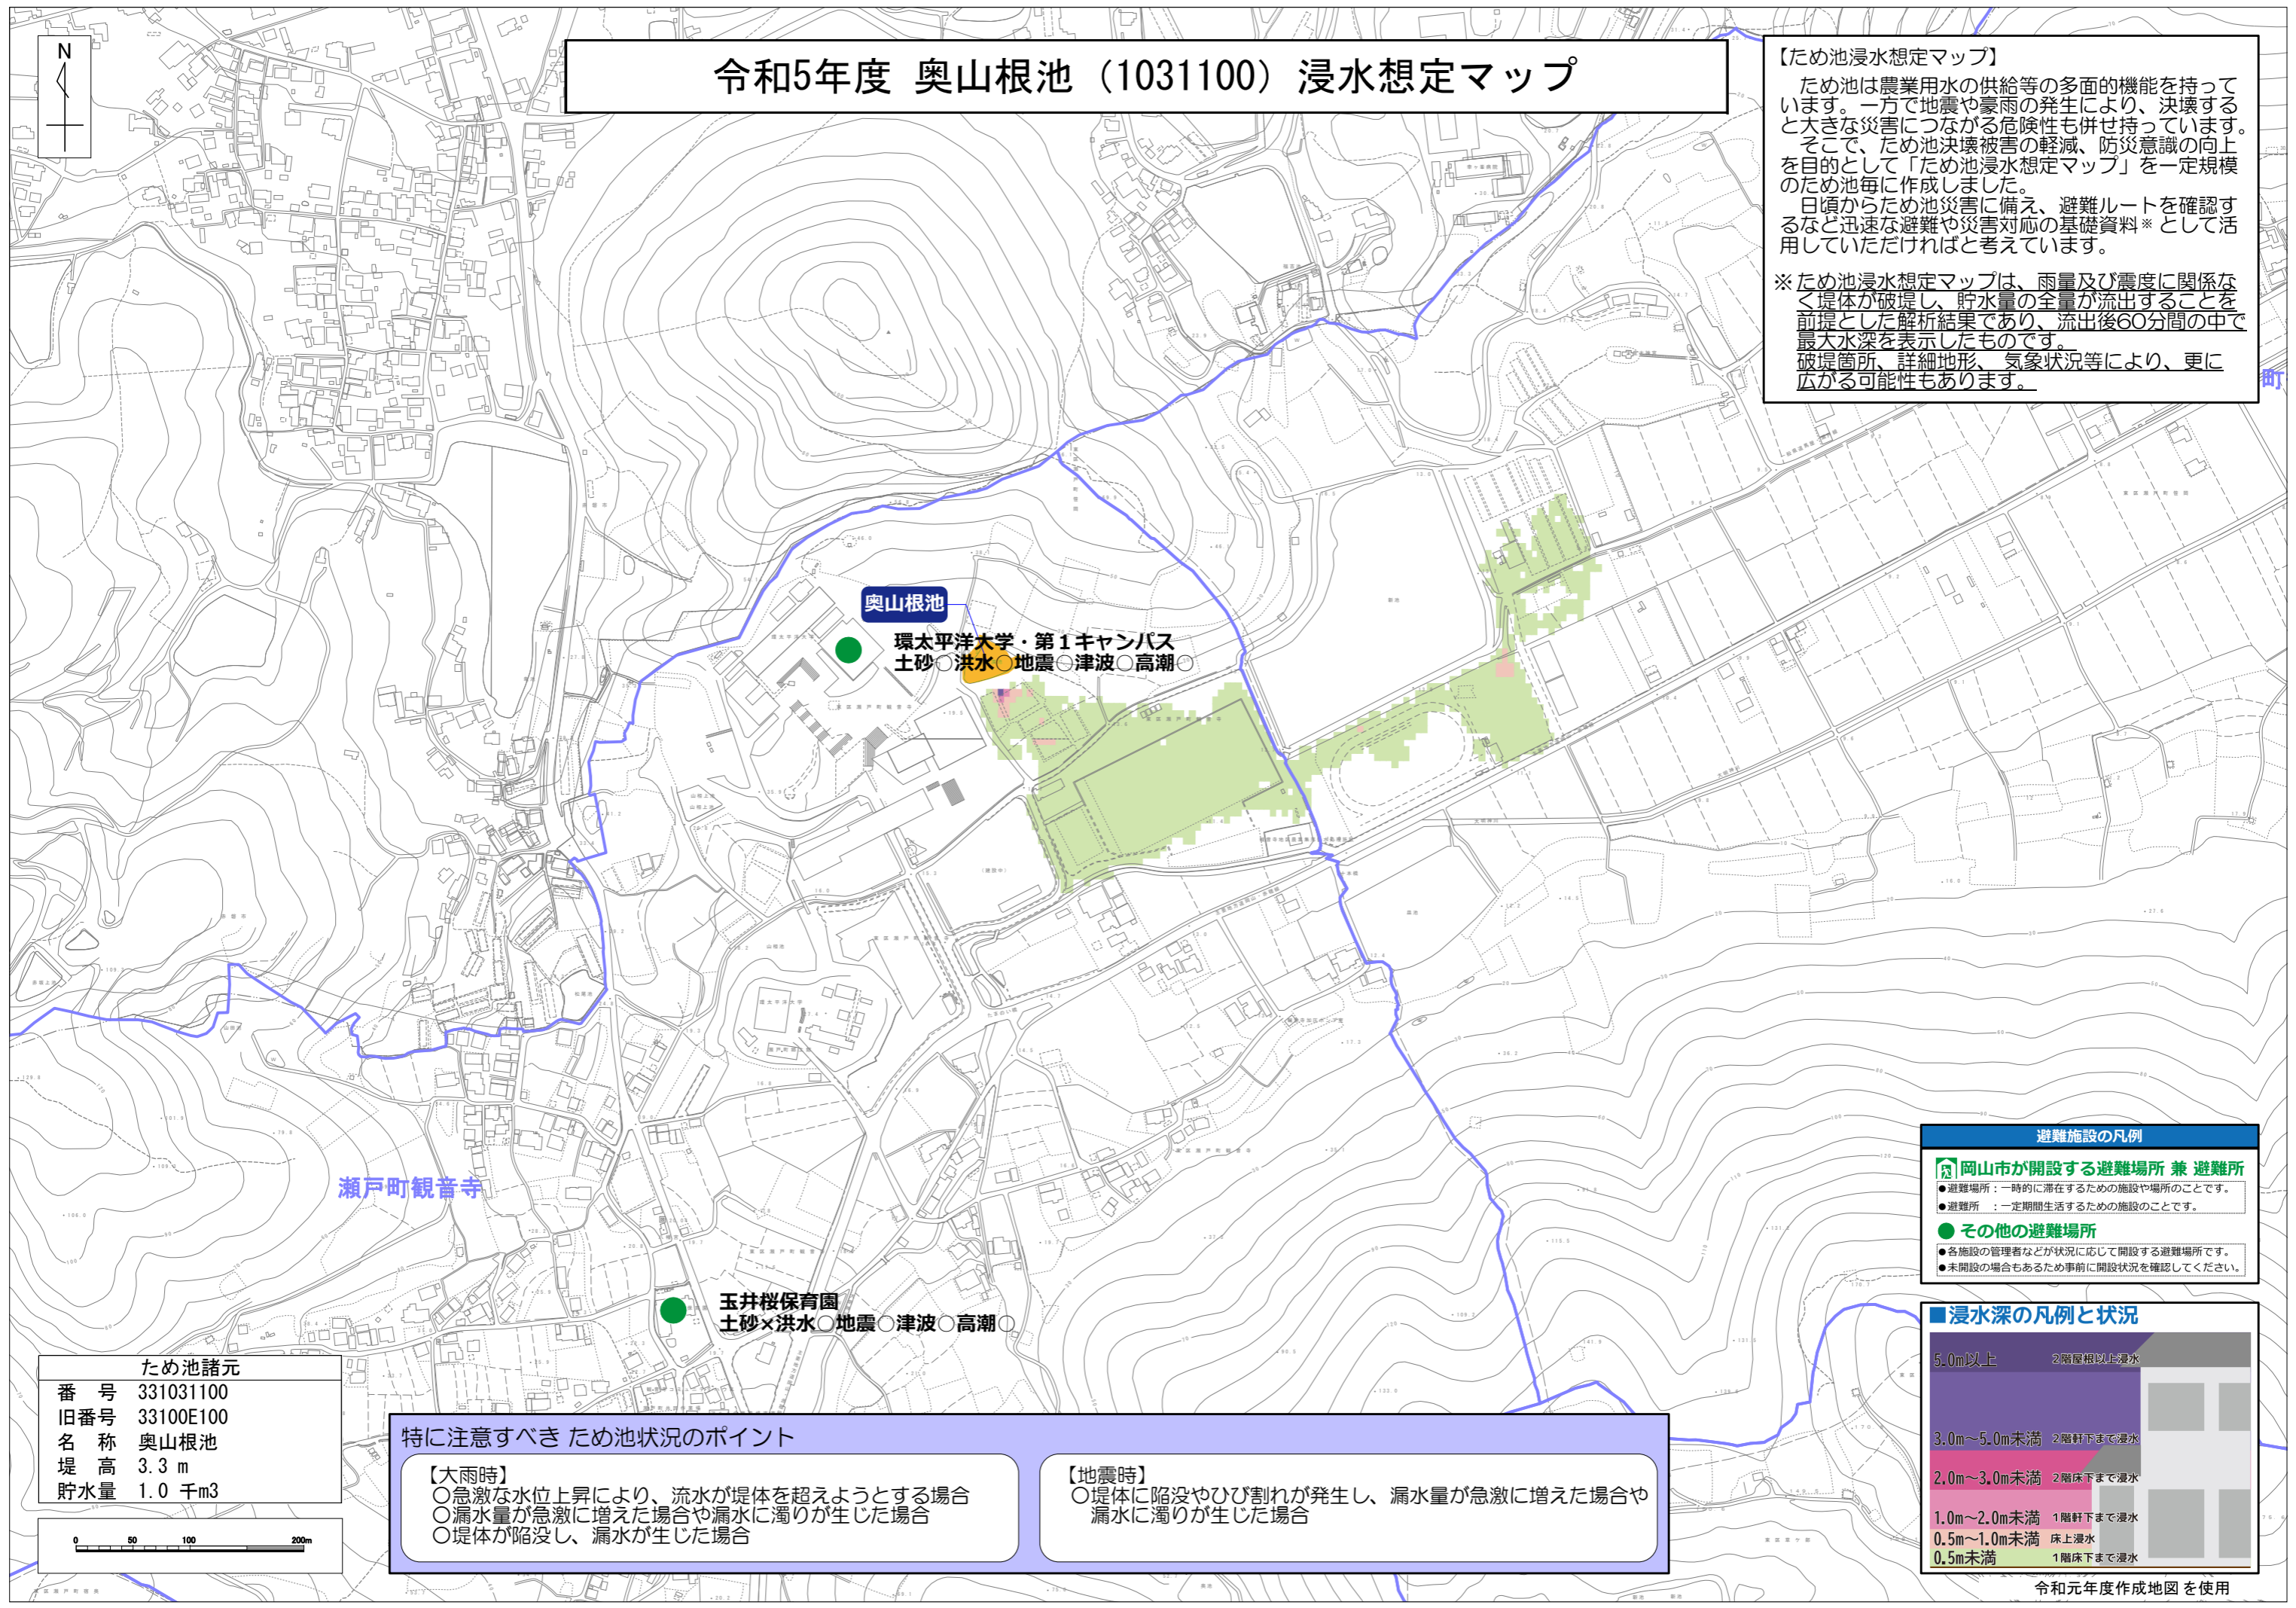 N
令和5年度 奥山根池（1031100）浸水想定マップ
【ため池浸水想定マップ】
ため池は農業用水の供給等の多面的機能を持って
います。一方で地震や豪雨の発生により、決壊する
と大きな災害につながる危険性も併せ持っています。
そこで、ため池決壊被害の軽減、防災意識の向上
を目的として「ため池浸水想定マップ」を一定規模
のため池毎に作成しました。
日頃からため池災害に備え、避難ルートを確認す
るなど迅速な避難や災害対応の基礎資料※として活
用していただければと考えています。
※ため池浸水想定マップは、雨量及び震度に関係な
く堤体が破堤し、貯水量の全量が流出することを
前提とした解析結果であり、流出後60分間の中で
最大水深を表示したものです。
破堤箇所、詳細地形、気象状況等により、更に
広がる可能性もあります。
町
奥山根池
環太平洋大学・第１キャンパス
土砂○洪水○地震○津波○高潮○
瀬戸町観音寺
玉井桜保育園
土砂×洪水○地震○津波○高潮○
避難施設の凡例
岡山市が開設する避難場所 兼 避難所
●避難場所：一時的に滞在するための施設や場所のことです。
●避難所　：一定期間生活するための施設のことです。
● その他の避難場所
●各施設の管理者などが状況に応じて開設する避難場所です。
●未開設の場合もあるため事前に開設状況を確認してください。
■浸水深の凡例と状況
5.0m以上 2階屋根以上浸水
3.0m～5.0m未満 2階軒下まで浸水
2.0m～3.0m未満 2階床下まで浸水
1.0m～2.0m未満 1階軒下まで浸水
0.5m～1.0m未満 床上浸水
0.5m未満 1階床下まで浸水
令和元年度作成地図を使用
ため池諸元
番　号 331031100
旧番号 33100E100
名　称 奥山根池
堤　高 3.3 m
貯水量 1.0 千m3
0 50 100 200m
特に注意すべき ため池状況のポイント
【大雨時】
○急激な水位上昇により、流水が堤体を超えようとする場合
○漏水量が急激に増えた場合や漏水に濁りが生じた場合
○堤体が陥没し、漏水が生じた場合
【地震時】
○堤体に陥没やひび割れが発生し、漏水量が急激に増えた場合や
漏水に濁りが生じた場合